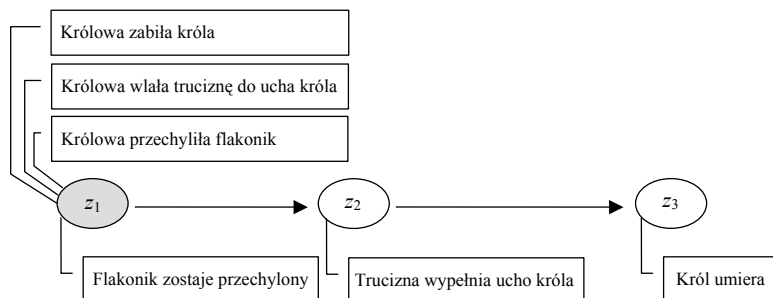 Królowa zabiła króla
Królowa wlała truciznę do ucha króla
Królowa przechyliła flakonik
z1
z2
z3
Flakonik zostaje przechylony
Trucizna wypełnia ucho króla
Król umiera